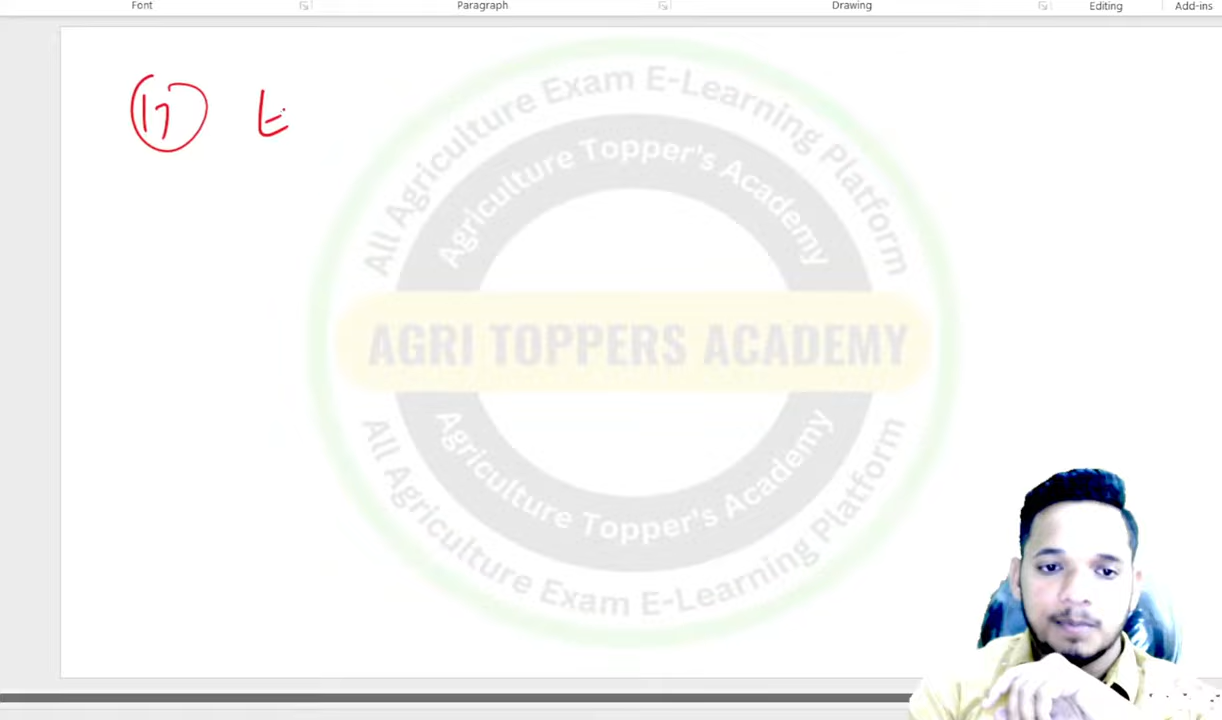 Font Paragraph Drawing Editing Add-ins
17
All Agriculture Exam E-Learning Platform
Agriculture Topper's Academy
AGRI TOPPERS ACADEMY
Agriculture Topper's Academy
All Agriculture Exam E-Learning Platform